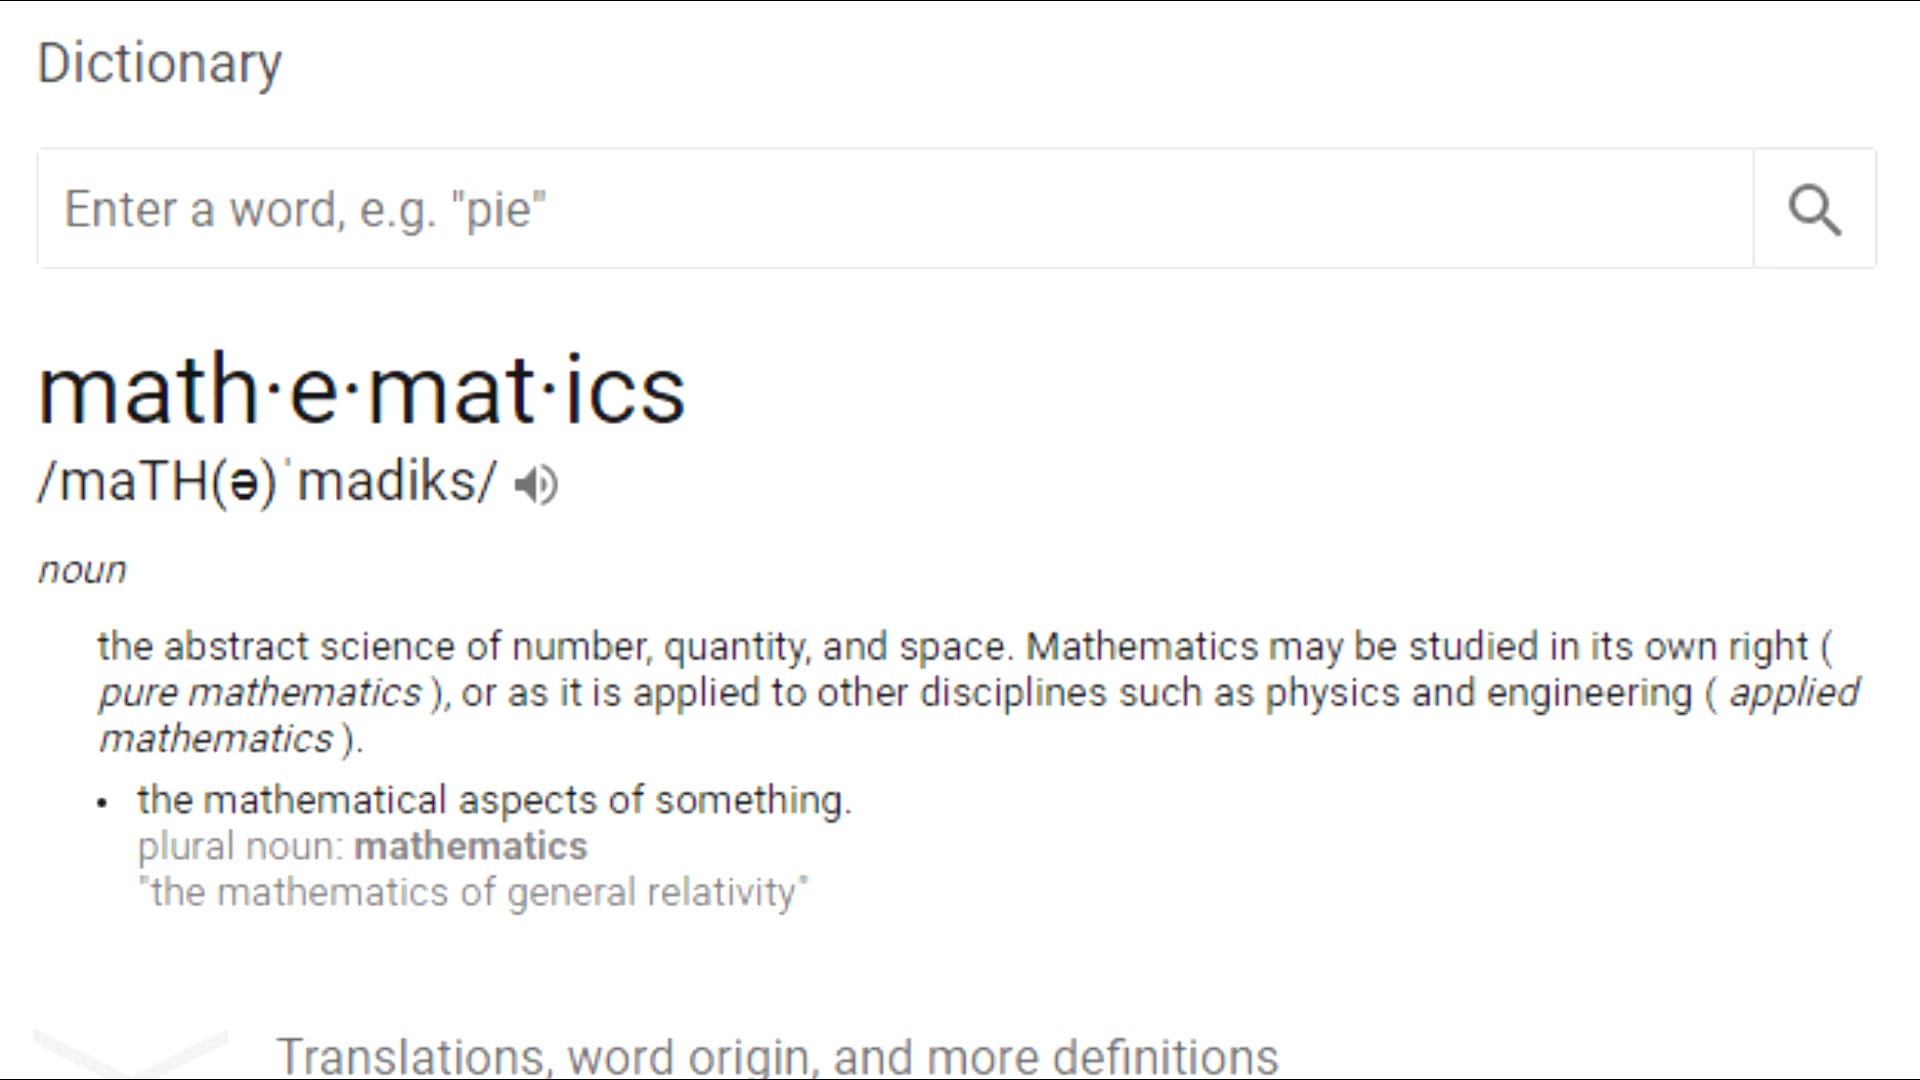 Dictionary
Enter a word, e.g. "pie"
math·e·mat·ics
/maTH(ə)ˈmadiks/
noun
the abstract science of number, quantity, and space. Mathematics may be studied in its own right (
pure mathematics ), or as it is applied to other disciplines such as physics and engineering ( applied
mathematics ).
• the mathematical aspects of something.
plural noun: mathematics
"the mathematics of general relativity"
Translations, word origin, and more definitions